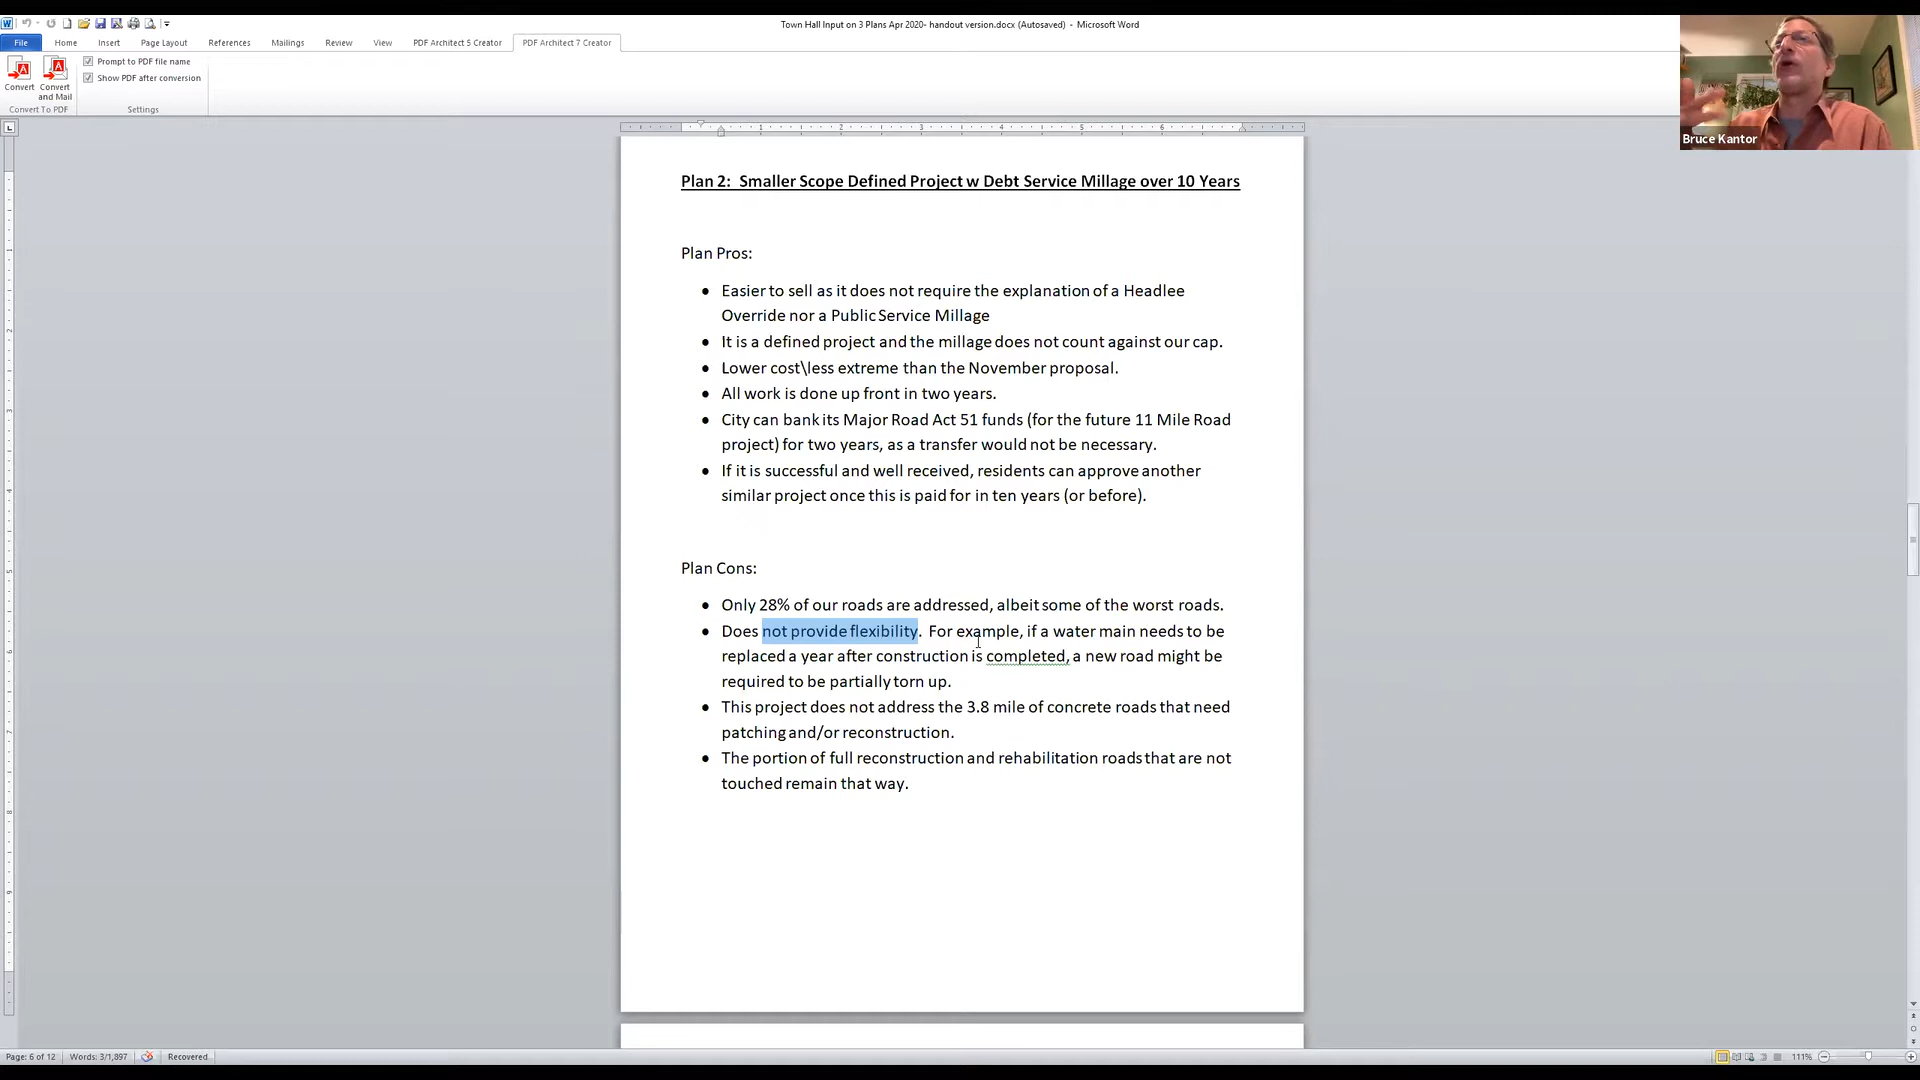 Town Hall Input on 3 Plans Apr 2020- handout version.docx (Autosaved) - Microsoft Word
File Home Insert Page Layout References Mailings Review View PDF Architect 5 Creator PDF Architect 7 Creator
Prompt to PDF file name
Show PDF after conversion
Convert
Convert and Mail
Convert To PDF
Settings
Bruce Kantor
1 2 3 4 5 6
Plan 2: Smaller Scope Defined Project w Debt Service Millage over 10 Years
Plan Pros:
• Easier to sell as it does not require the explanation of a Headlee
Override nor a Public Service Millage
• It is a defined project and the millage does not count against our cap.
• Lower cost\less extreme than the November proposal.
• All work is done up front in two years.
• City can bank its Major Road Act 51 funds (for the future 11 Mile Road
project) for two years, as a transfer would not be necessary.
• If it is successful and well received, residents can approve another
similar project once this is paid for in ten years (or before).
Plan Cons:
• Only 28% of our roads are addressed, albeit some of the worst roads.
• Does not provide flexibility. For example, if a water main needs to be
replaced a year after construction is completed, a new road might be
required to be partially torn up.
• This project does not address the 3.8 mile of concrete roads that need
patching and/or reconstruction.
• The portion of full reconstruction and rehabilitation roads that are not
touched remain that way.
Page: 6 of 12 Words: 3/1,897 Recovered 111%